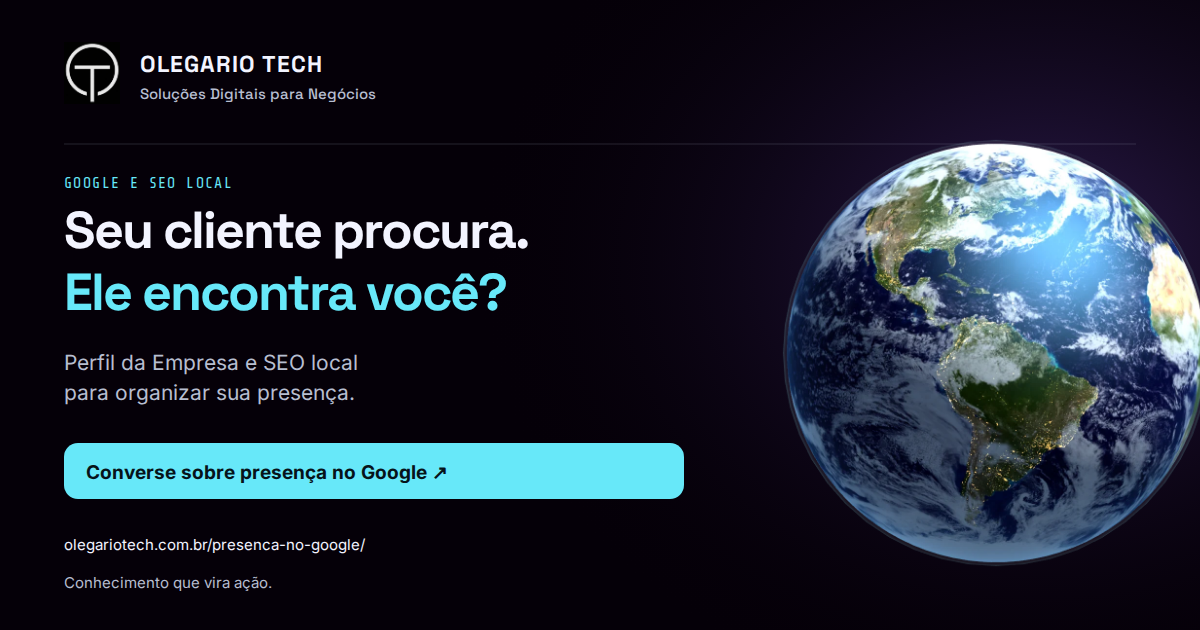 OLEGARIO TECH
Soluções Digitais para Negócios
GOOGLE E SEO LOCAL
Seu cliente procura.
Ele encontra você?
Perfil da Empresa e SEO local
para organizar sua presença.
Converse sobre presença no Google ↗
olegariotech.com.br/presenca-no-google/
Conhecimento que vira ação.